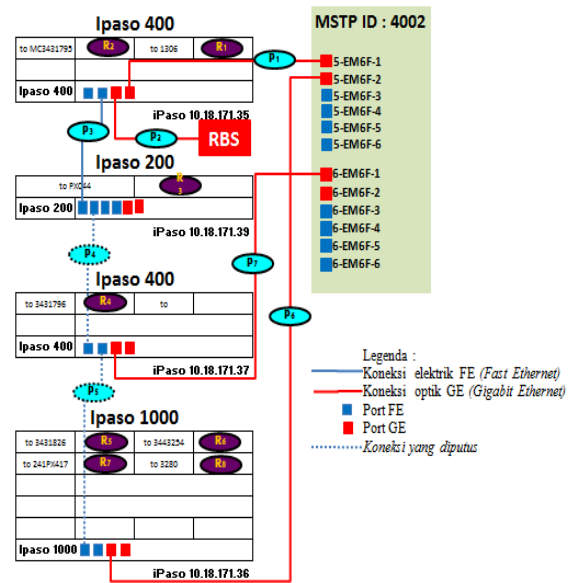 Ipaso 400
to MC3431795 R2 to 1306 R1
Ipaso 400
iPaso 10.18.171.35
P1
P2
RBS
P3
Ipaso 200
to PX044 R 3
Ipaso 200
iPaso 10.18.171.39
P4
P7
Ipaso 400
to 3431796 R4 to
Ipaso 400
iPaso 10.18.171.37
P5
P6
Ipaso 1000
to 3431826 R5 to 3443254 R6
to 241PX417 R7 to 3280 R8
Ipaso 1000
iPaso 10.18.171.36
MSTP ID : 4002
5-EM6F-1
5-EM6F-2
5-EM6F-3
5-EM6F-4
5-EM6F-5
5-EM6F-6
6-EM6F-1
6-EM6F-2
6-EM6F-3
6-EM6F-4
6-EM6F-5
6-EM6F-6
Legenda :
Koneksi elektrik FE (Fast Ethernet)
Koneksi optik GE (Gigabit Ethernet)
Port FE
Port GE
Koneksi yang diputus